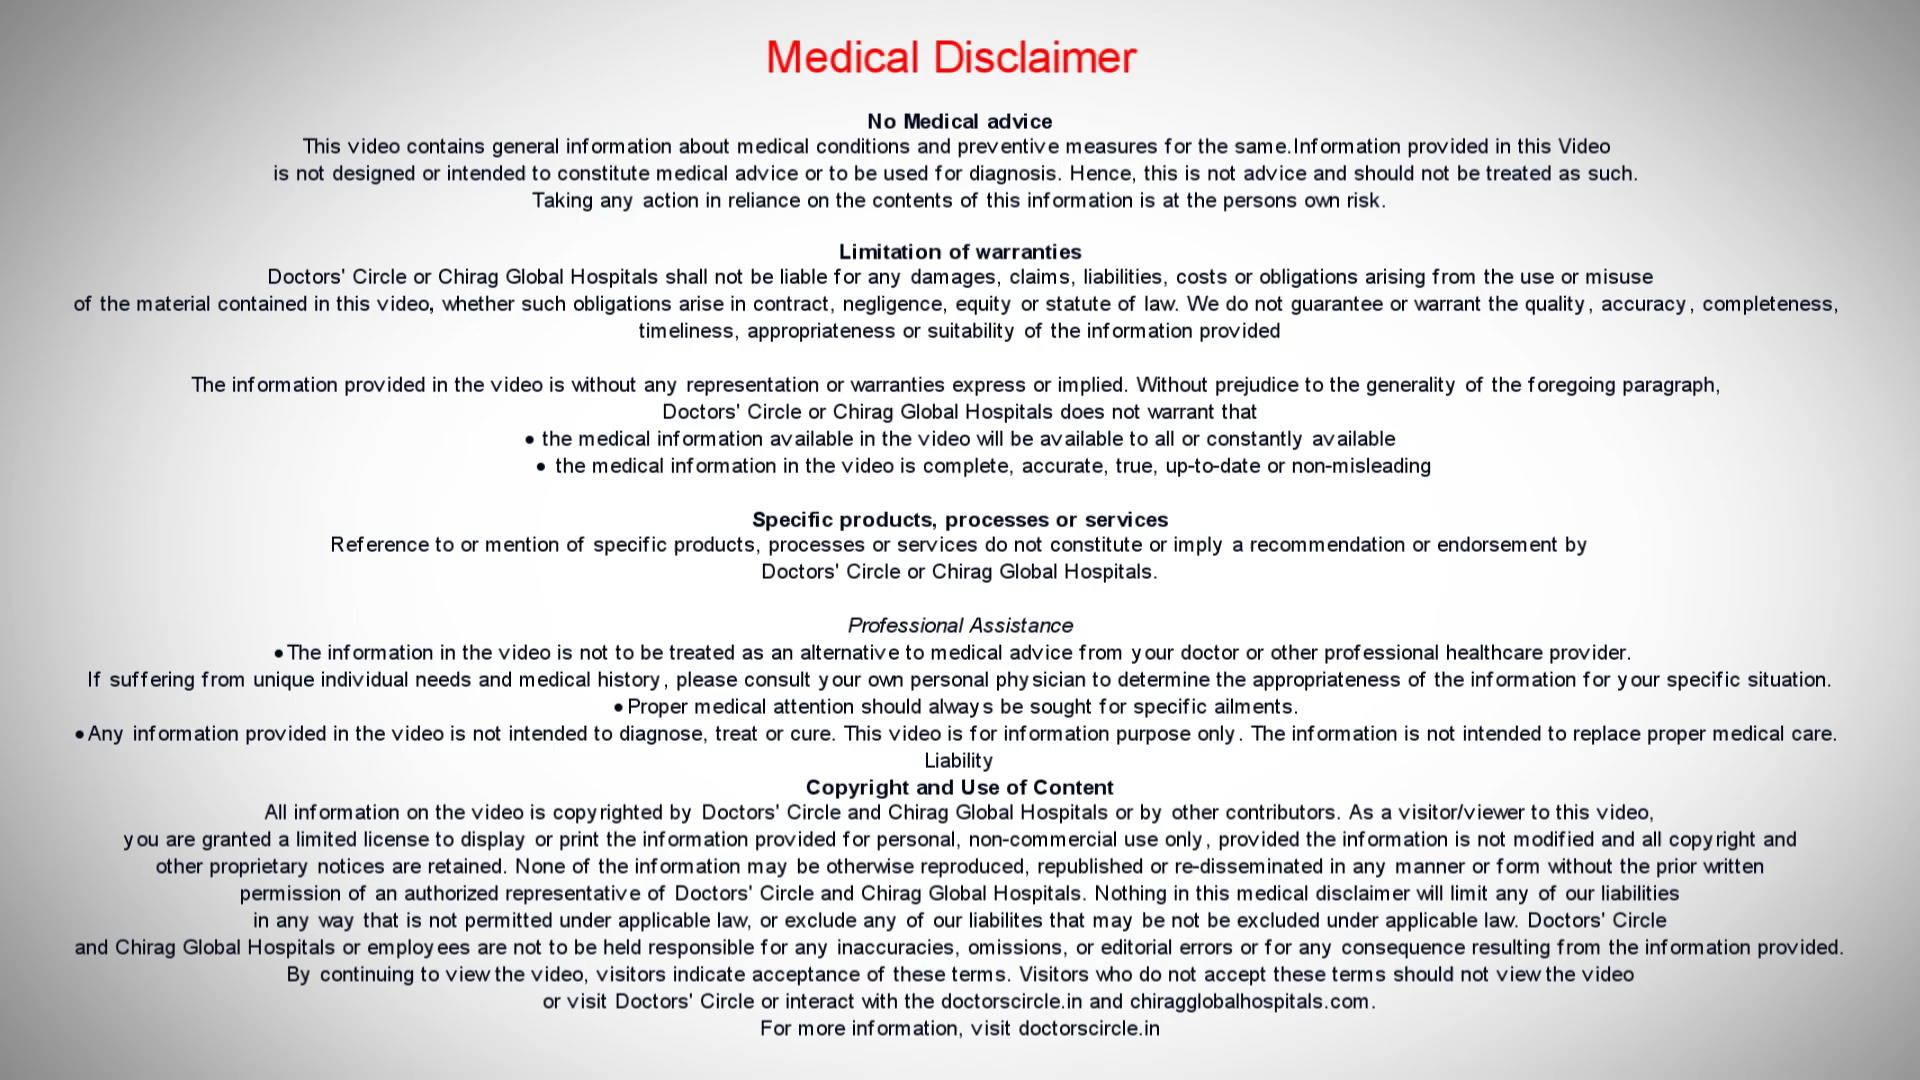 Medical Disclaimer
No Medical advice
This video contains general information about medical conditions and preventive measures for the same.Information provided in this Video
is not designed or intended to constitute medical advice or to be used for diagnosis. Hence, this is not advice and should not be treated as such.
Taking any action in reliance on the contents of this information is at the persons own risk.
Limitation of warranties
Doctors' Circle or Chirag Global Hospitals shall not be liable for any damages, claims, liabilities, costs or obligations arising from the use or misuse
of the material contained in this video, whether such obligations arise in contract, negligence, equity or statute of law. We do not guarantee or warrant the quality, accuracy, completeness,
timeliness, appropriateness or suitability of the information provided
The information provided in the video is without any representation or warranties express or implied. Without prejudice to the generality of the foregoing paragraph,
Doctors' Circle or Chirag Global Hospitals does not warrant that
• the medical information available in the video will be available to all or constantly available
• the medical information in the video is complete, accurate, true, up-to-date or non-misleading
Specific products, processes or services
Reference to or mention of specific products, processes or services do not constitute or imply a recommendation or endorsement by
Doctors' Circle or Chirag Global Hospitals.
Professional Assistance
•The information in the video is not to be treated as an alternative to medical advice from your doctor or other professional healthcare provider.
If suffering from unique individual needs and medical history, please consult your own personal physician to determine the appropriateness of the information for your specific situation.
•Proper medical attention should always be sought for specific ailments.
•Any information provided in the video is not intended to diagnose, treat or cure. This video is for information purpose only. The information is not intended to replace proper medical care.
Liability
Copyright and Use of Content
All information on the video is copyrighted by Doctors' Circle and Chirag Global Hospitals or by other contributors. As a visitor/viewer to this video,
you are granted a limited license to display or print the information provided for personal, non-commercial use only, provided the information is not modified and all copyright and
other proprietary notices are retained. None of the information may be otherwise reproduced, republished or re-disseminated in any manner or form without the prior written
permission of an authorized representative of Doctors' Circle and Chirag Global Hospitals. Nothing in this medical disclaimer will limit any of our liabilities
in any way that is not permitted under applicable law, or exclude any of our liabilites that may be not be excluded under applicable law. Doctors' Circle
and Chirag Global Hospitals or employees are not to be held responsible for any inaccuracies, omissions, or editorial errors or for any consequence resulting from the information provided.
By continuing to view the video, visitors indicate acceptance of these terms. Visitors who do not accept these terms should not view the video
or visit Doctors' Circle or interact with the doctorscircle.in and chiragglobalhospitals.com.
For more information, visit doctorscircle.in